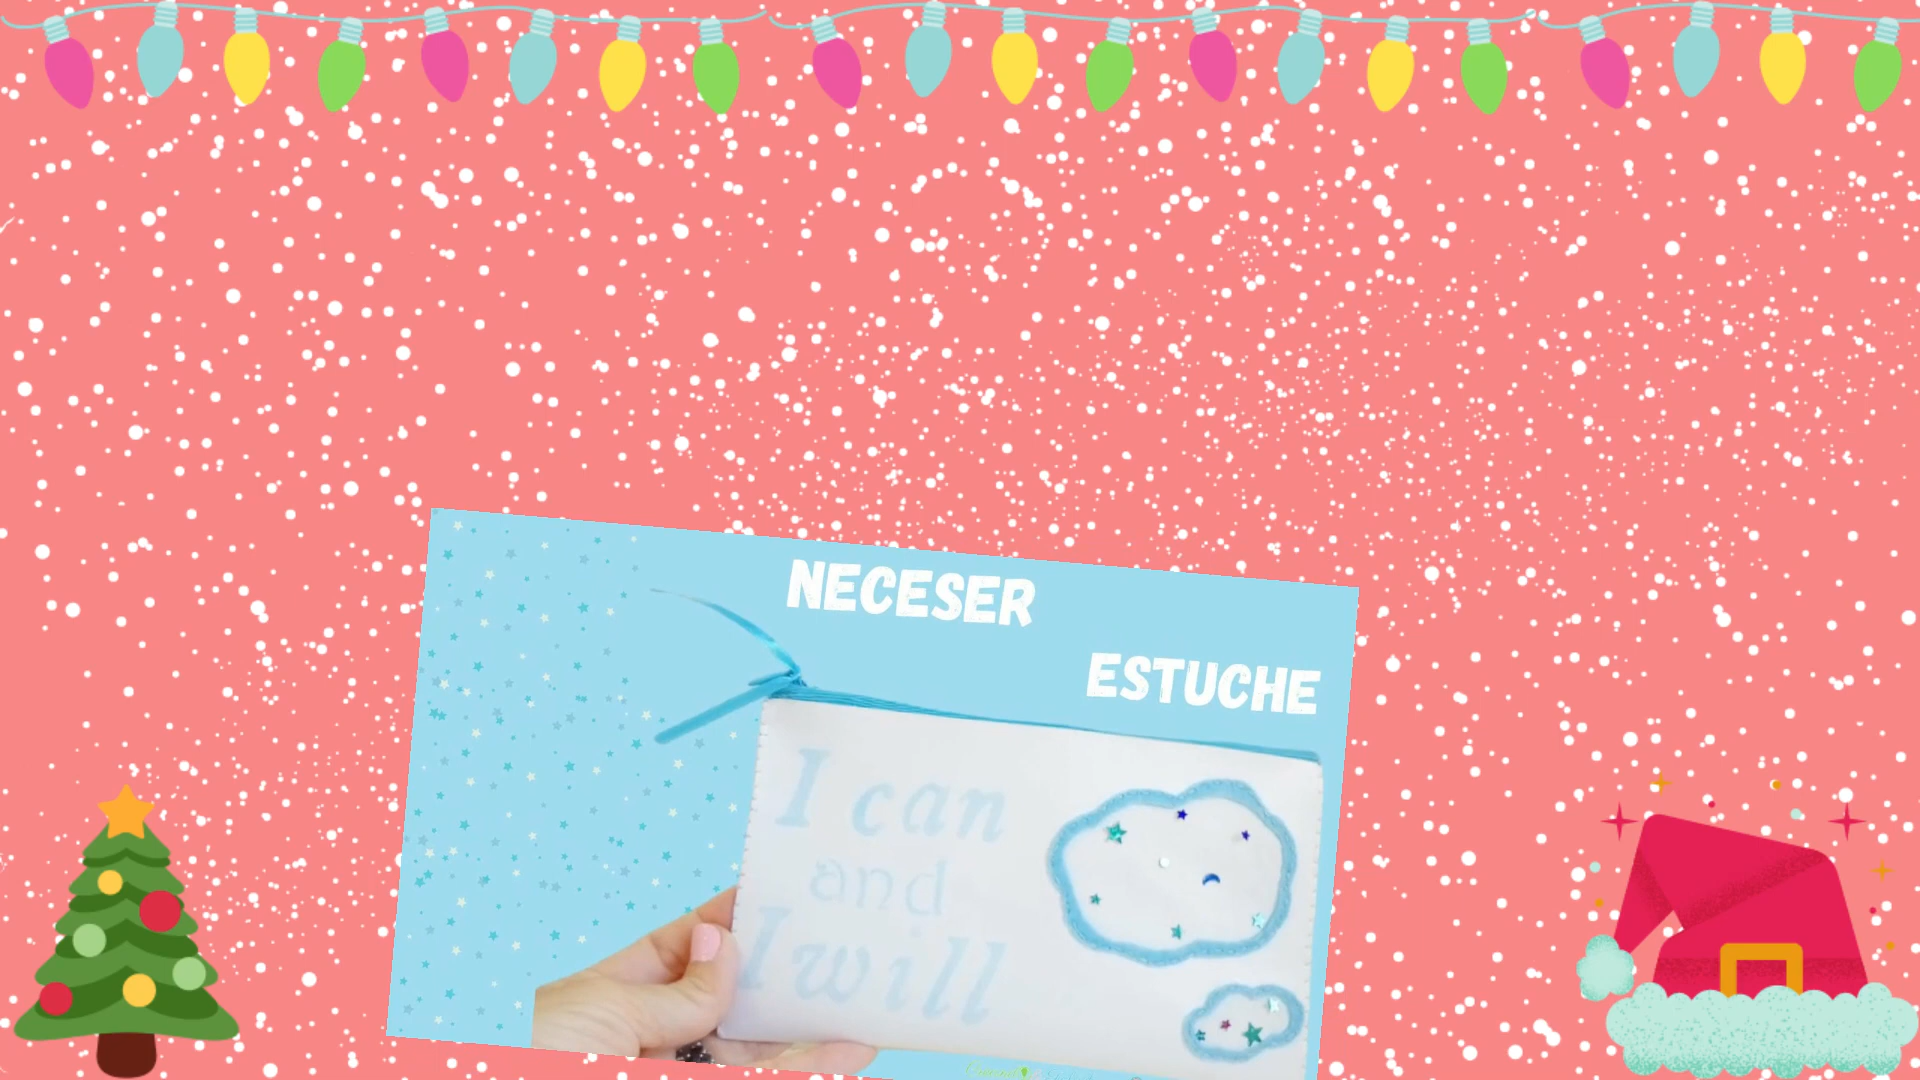 NECESER
ESTUCHE
I can
and
I will